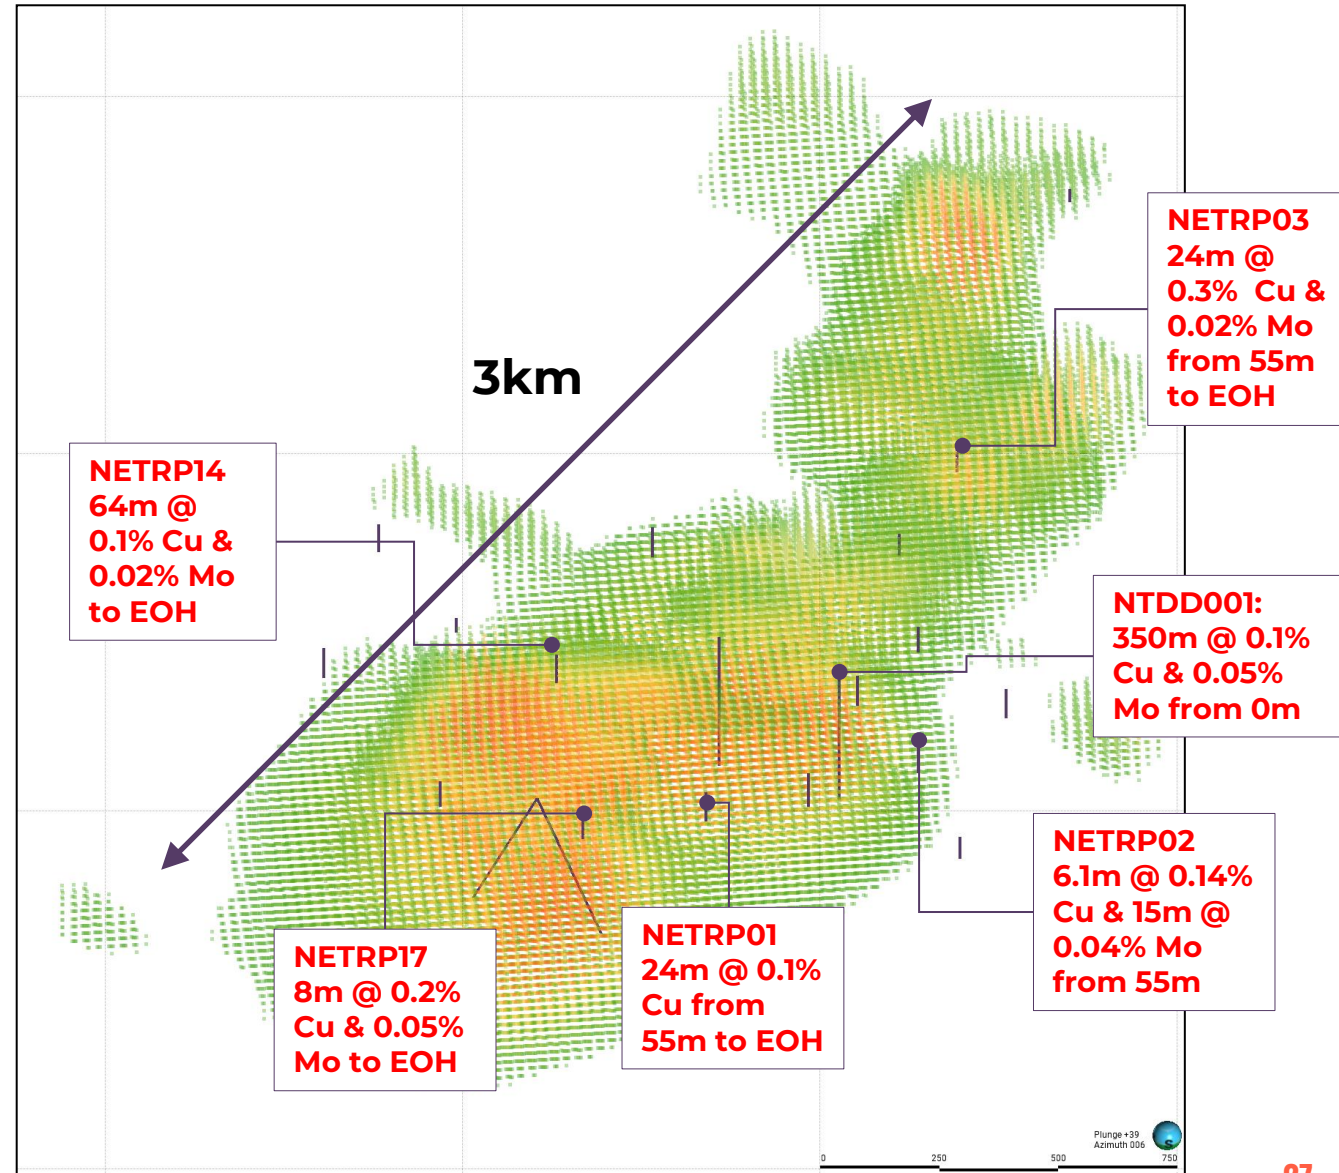 NETRP03
24m @
0.3% Cu &
0.02% Mo
from 55m
to EOH
3km
NETRP14
64m @
0.1% Cu &
0.02% Mo
to EOH
NTDD001:
350m @ 0.1%
Cu & 0.05%
Mo from 0m
NETRP02
6.1m @ 0.14%
Cu & 15m @
0.04% Mo
from 55m
NETRP01
24m @ 0.1%
Cu from
55m to EOH
NETRP17
8m @ 0.2%
Cu & 0.05%
Mo to EOH
Plunge +39
Azimuth 006
S
0 250 500 750